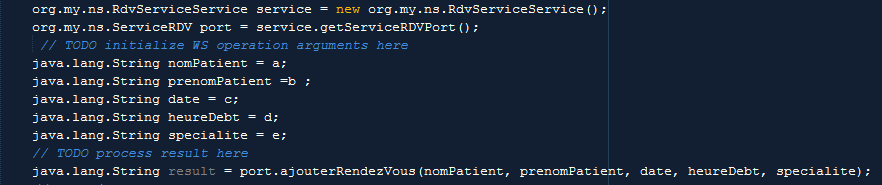 org.my.ns.RdvServiceService service = new org.my.ns.RdvServiceService();
org.my.ns.ServiceRDV port = service.getServiceRDVPort();
// TODO initialize WS operation arguments here
java.lang.String nomPatient = a;
java.lang.String prenomPatient =b ;
java.lang.String date = c;
java.lang.String heureDebt = d;
java.lang.String specialite = e;
// TODO process result here
java.lang.String result = port.ajouterRendezVous(nomPatient, prenomPatient, date, heureDebt, specialite);